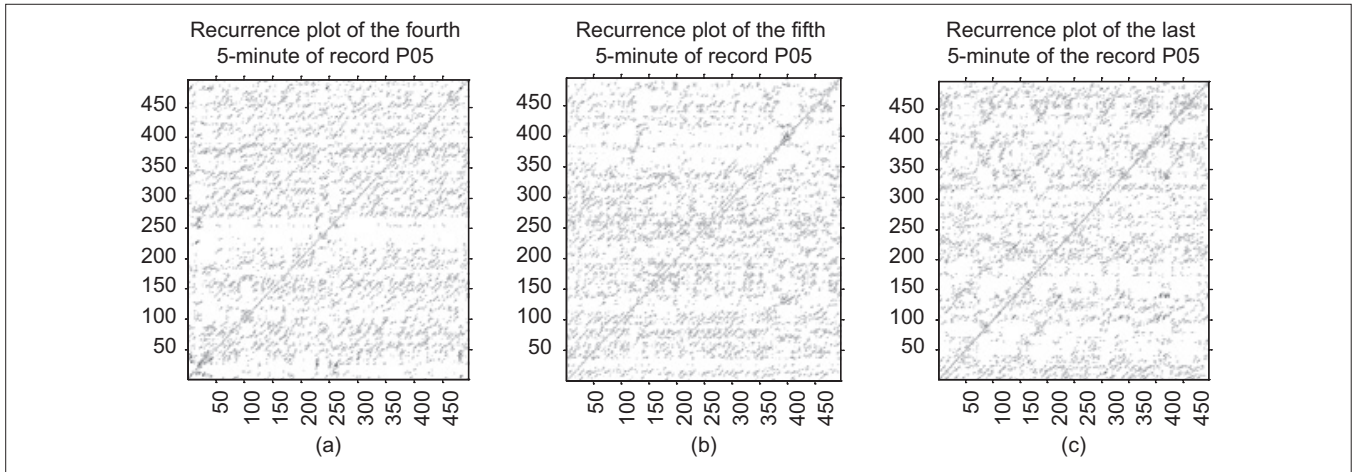 Recurrence plot of the fourth
5-minute of record P05
450
400
350
300
250
200
150
100
50
50 100 150 200 250 300 350 400 450
(a)
Recurrence plot of the fifth
5-minute of record P05
450
400
350
300
250
200
150
100
50
50 100 150 200 250 300 350 400 450
(b)
Recurrence plot of the last
5-minute of the record P05
450
400
350
300
250
200
150
100
50
50 100 150 200 250 300 350 400 450
(c)